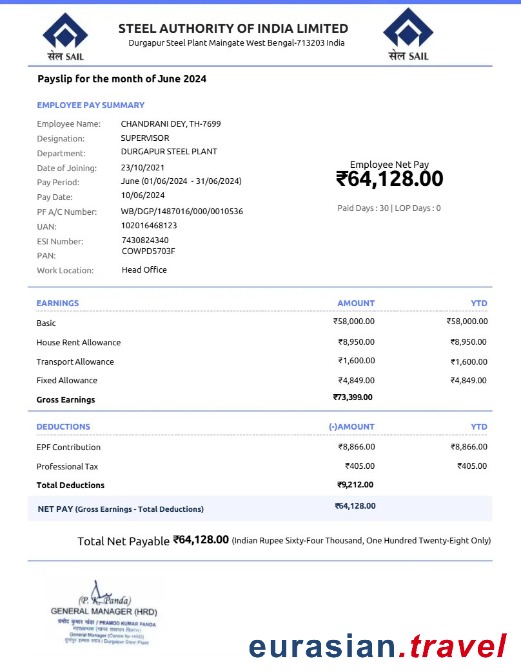 STEEL AUTHORITY OF INDIA LIMITED
Durgapur Steel Plant Maingate West Bengal-713203 India
सेल SAIL
सेल SAIL
Payslip for the month of June 2024
EMPLOYEE PAY SUMMARY
Employee Name: CHANDRANI DEY, TH-7699
Designation: SUPERVISOR
Department: DURGAPUR STEEL PLANT
Date of Joining: 23/10/2021
Pay Period: June (01/06/2024 - 31/06/2024)
Pay Date: 10/06/2024
PF A/C Number: WB/DGP/1487016/000/0010536
UAN: 102016468123
ESI Number: 7430824340
PAN: COWPD5703F
Work Location: Head Office
Employee Net Pay
₹64,128.00
Paid Days : 30 | LOP Days : 0
EARNINGS AMOUNT YTD
Basic ₹58,000.00 ₹58,000.00
House Rent Allowance ₹8,950.00 ₹8,950.00
Transport Allowance ₹1,600.00 ₹1,600.00
Fixed Allowance ₹4,849.00 ₹4,849.00
Gross Earnings ₹73,399.00
DEDUCTIONS (-)AMOUNT YTD
EPF Contribution ₹8,866.00 ₹8,866.00
Professional Tax ₹405.00 ₹405.00
Total Deductions ₹9,212.00
NET PAY (Gross Earnings - Total Deductions) ₹64,128.00
Total Net Payable ₹64,128.00 (Indian Rupee Sixty-Four Thousand, One Hundred Twenty-Eight Only)
(P. K. Panda)
GENERAL MANAGER (HRD)
प्रमोद कुमार पंडा / PRAMOD KUMAR PANDA
General Manager
Durgapur Steel Plant
eurasian.travel